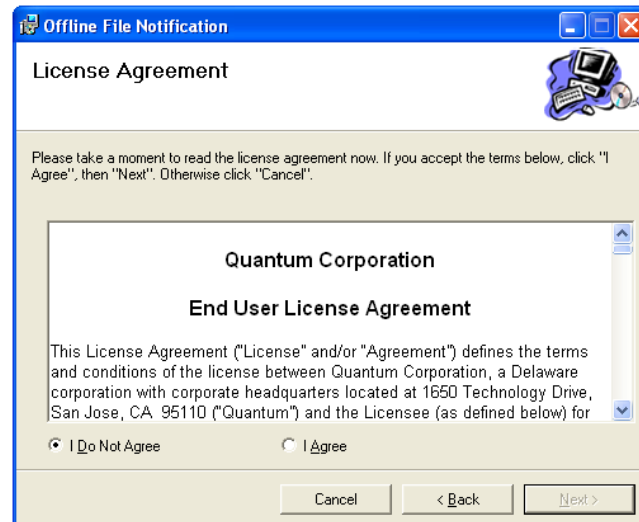 Offline File Notification
License Agreement
Please take a moment to read the license agreement now. If you accept the terms below, click "I
Agree", then "Next". Otherwise click "Cancel".
Quantum Corporation
End User License Agreement
This License Agreement ("License" and/or "Agreement") defines the terms
and conditions of the license between Quantum Corporation, a Delaware
corporation with corporate headquarters located at 1650 Technology Drive,
San Jose, CA  95110 ("Quantum") and the Licensee (as defined below) for
I Do Not Agree
I Agree
Cancel
< Back
Next >